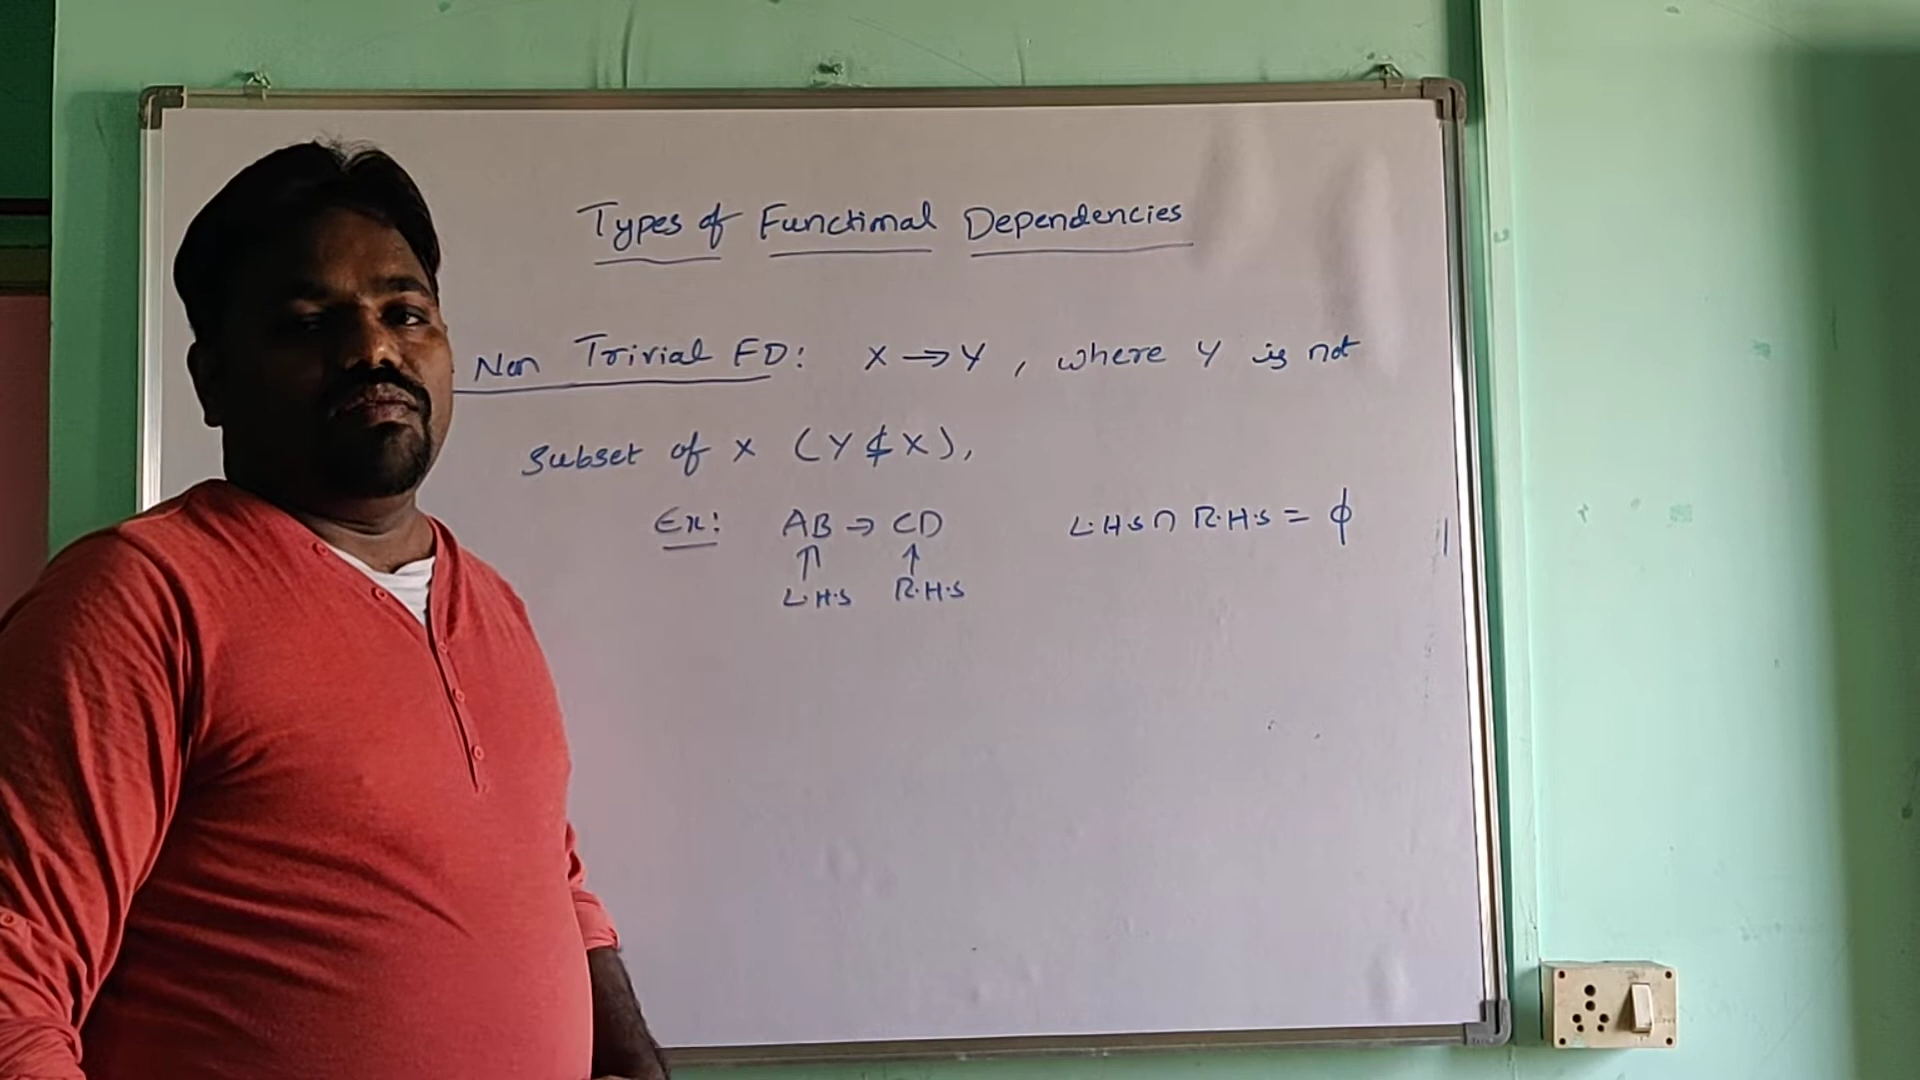 Types of Functional Dependencies
Non Trivial FD: X → Y, where Y is not
Subset of X (Y ⊄ X),
Ex: AB → CD L.H.S ∩ R.H.S = ϕ
↑ ↑
L.H.S R.H.S